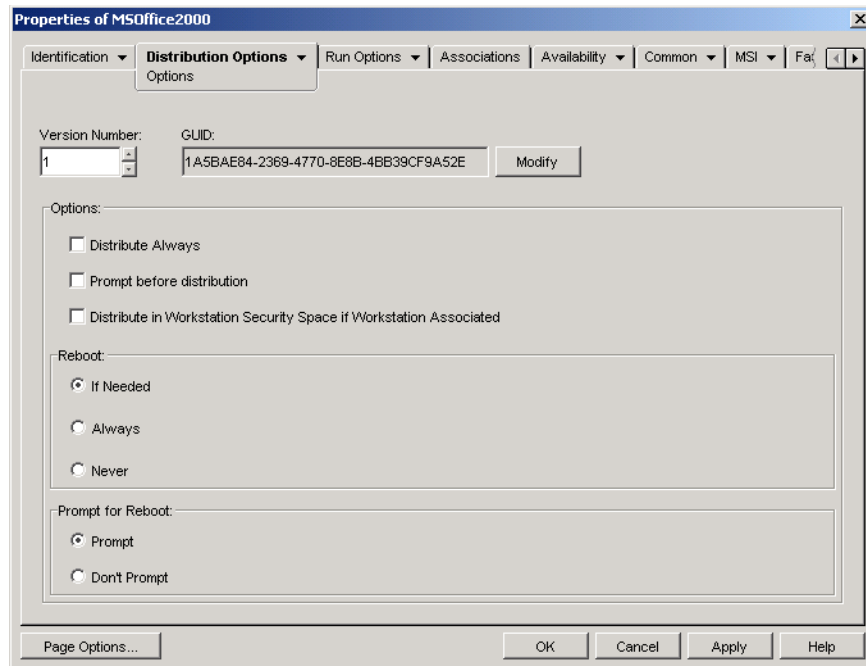 Properties of MSOffice2000
Identification Distribution Options Run Options Associations Availability Common MSI
Options
Version Number: GUID:
1 1A5BAE84-2369-4770-8E8B-4BB39CF9A52E Modify
Options:
Distribute Always
Prompt before distribution
Distribute in Workstation Security Space if Workstation Associated
Reboot:
If Needed
Always
Never
Prompt for Reboot:
Prompt
Don't Prompt
Page Options... OK Cancel Apply Help